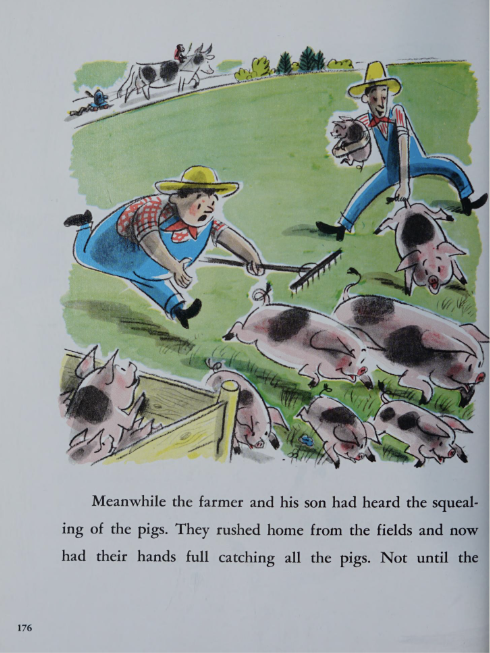 Meanwhile the farmer and his son had heard the squeal-
ing of the pigs. They rushed home from the fields and now
had their hands full catching all the pigs. Not until the
176